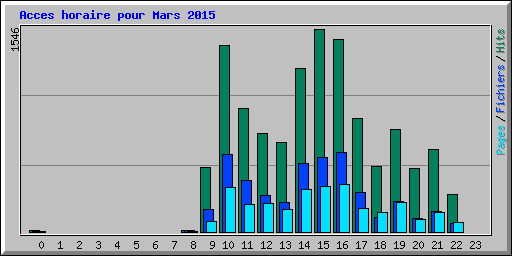 Acces horaire pour Mars 2015
1546
Pages/Fichiers/Hits
0 1 2 3 4 5 6 7 8 9 10 11 12 13 14 15 16 17 18 19 20 21 22 23